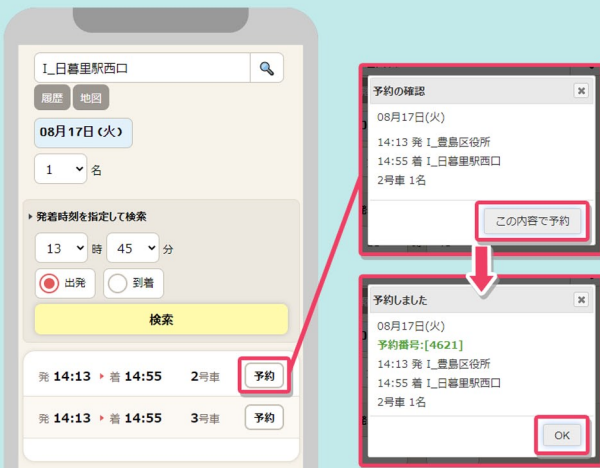 I_日暮里駅西口
履歴 地図
08月17日(火)
1 名
発着時刻を指定して検索
13 時 45 分
出発 到着
検索
発 14:13 着 14:55 2号車 予約
発 14:13 着 14:55 3号車 予約
予約の確認
08月17日(火)
14:13 発 I_豊島区役所
14:55 着 I_日暮里駅西口
2号車 1名
この内容で予約
予約しました
08月17日(火)
予約番号:[4621]
14:13 発 I_豊島区役所
14:55 着 I_日暮里駅西口
2号車 1名
OK